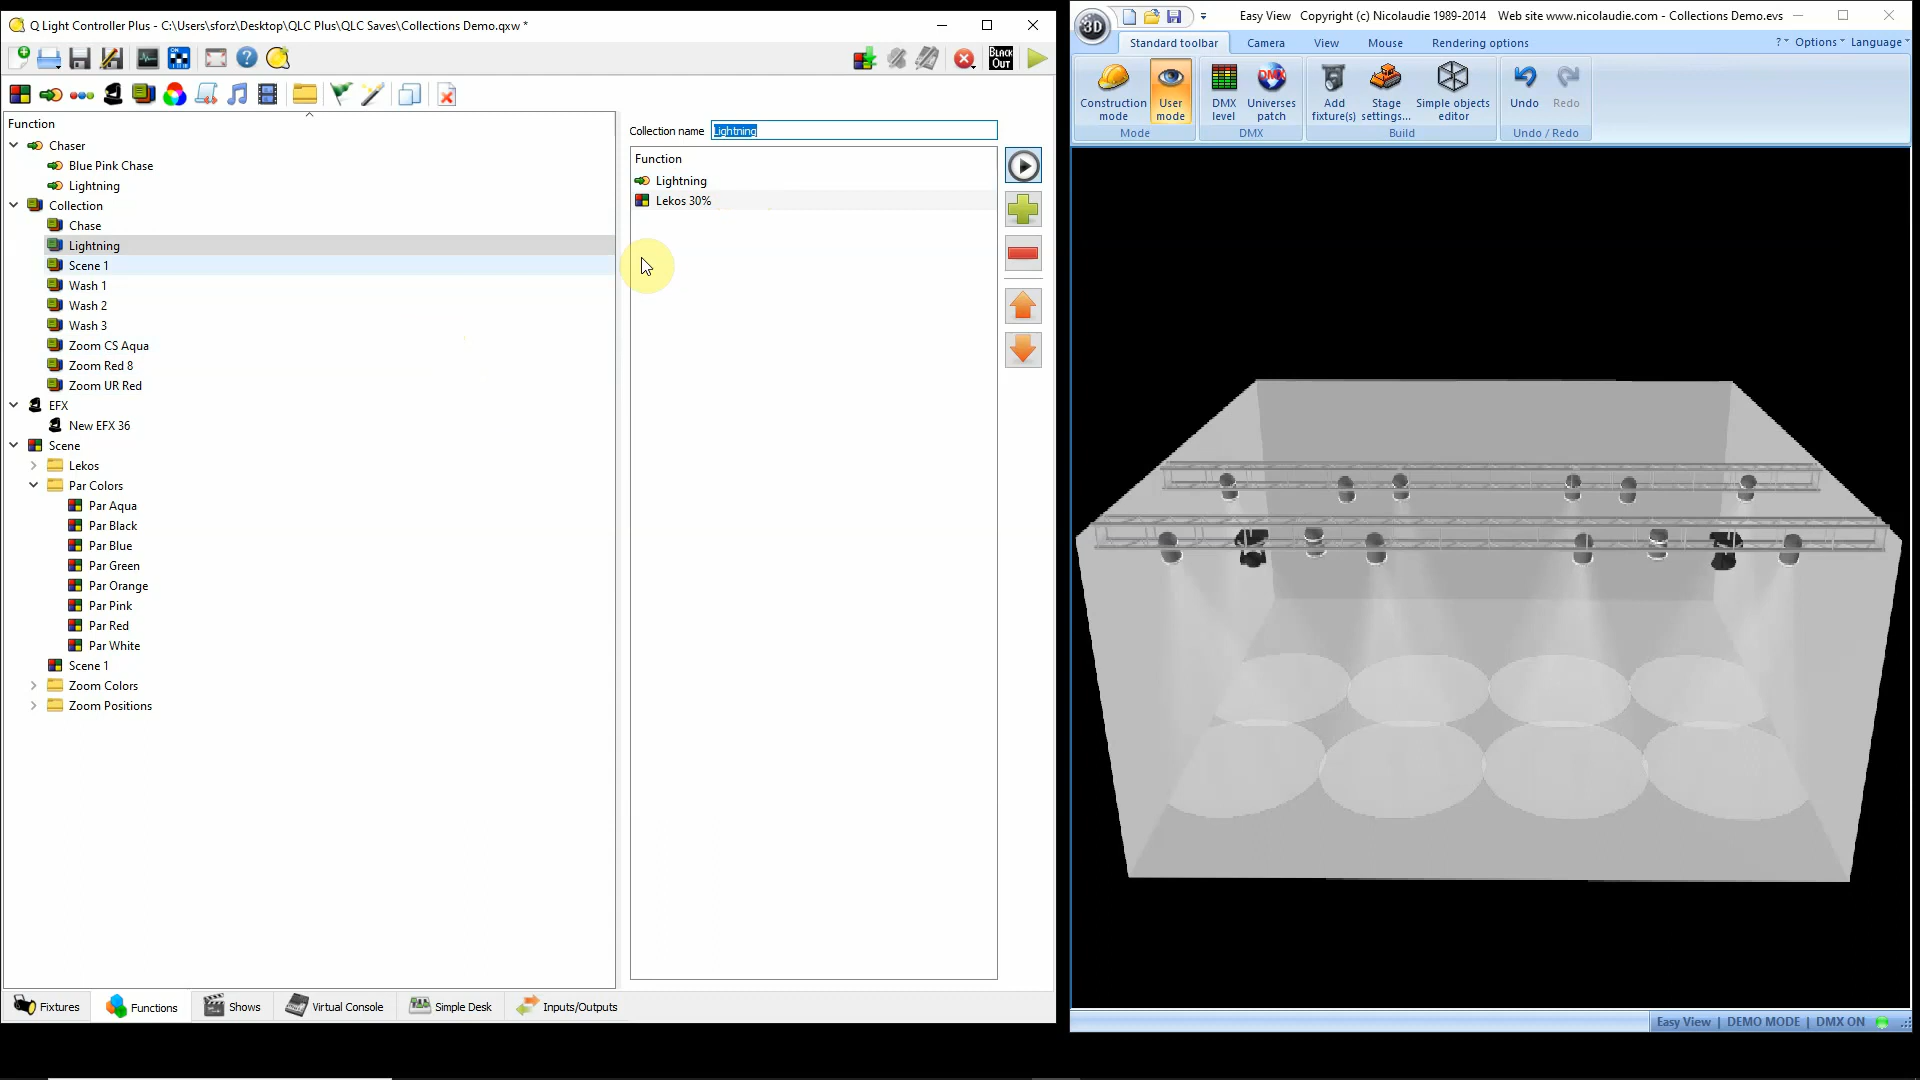 Q Light Controller Plus - C:\Users\sforz\Desktop\QLC Plus\QLC Saves\Collections Demo.qxw *
BLACK
OUT
Function
Chaser
Blue Pink Chase
Lightning
Collection
Chase
Lightning
Scene 1
Wash 1
Wash 2
Wash 3
Zoom CS Aqua
Zoom Red 8
Zoom UR Red
EFX
New EFX 36
Scene
Lekos
Par Colors
Par Aqua
Par Black
Par Blue
Par Green
Par Orange
Par Pink
Par Red
Par White
Scene 1
Zoom Colors
Zoom Positions
Collection name Lightning
Function
Lightning
Lekos 30%
Fixtures Functions Shows Virtual Console Simple Desk Inputs/Outputs
3D
Easy View Copyright (c) Nicolaudie 1989-2014 Web site www.nicolaudie.com - Collections Demo.evs
Standard toolbar Camera View Mouse Rendering options
? Options Language
Construction mode
User mode
DMX level
DMX
Universes patch
Add fixture(s)
Stage settings...
Simple objects editor
Undo
Redo
Mode DMX Build Undo / Redo
Easy View | DEMO MODE | DMX ON